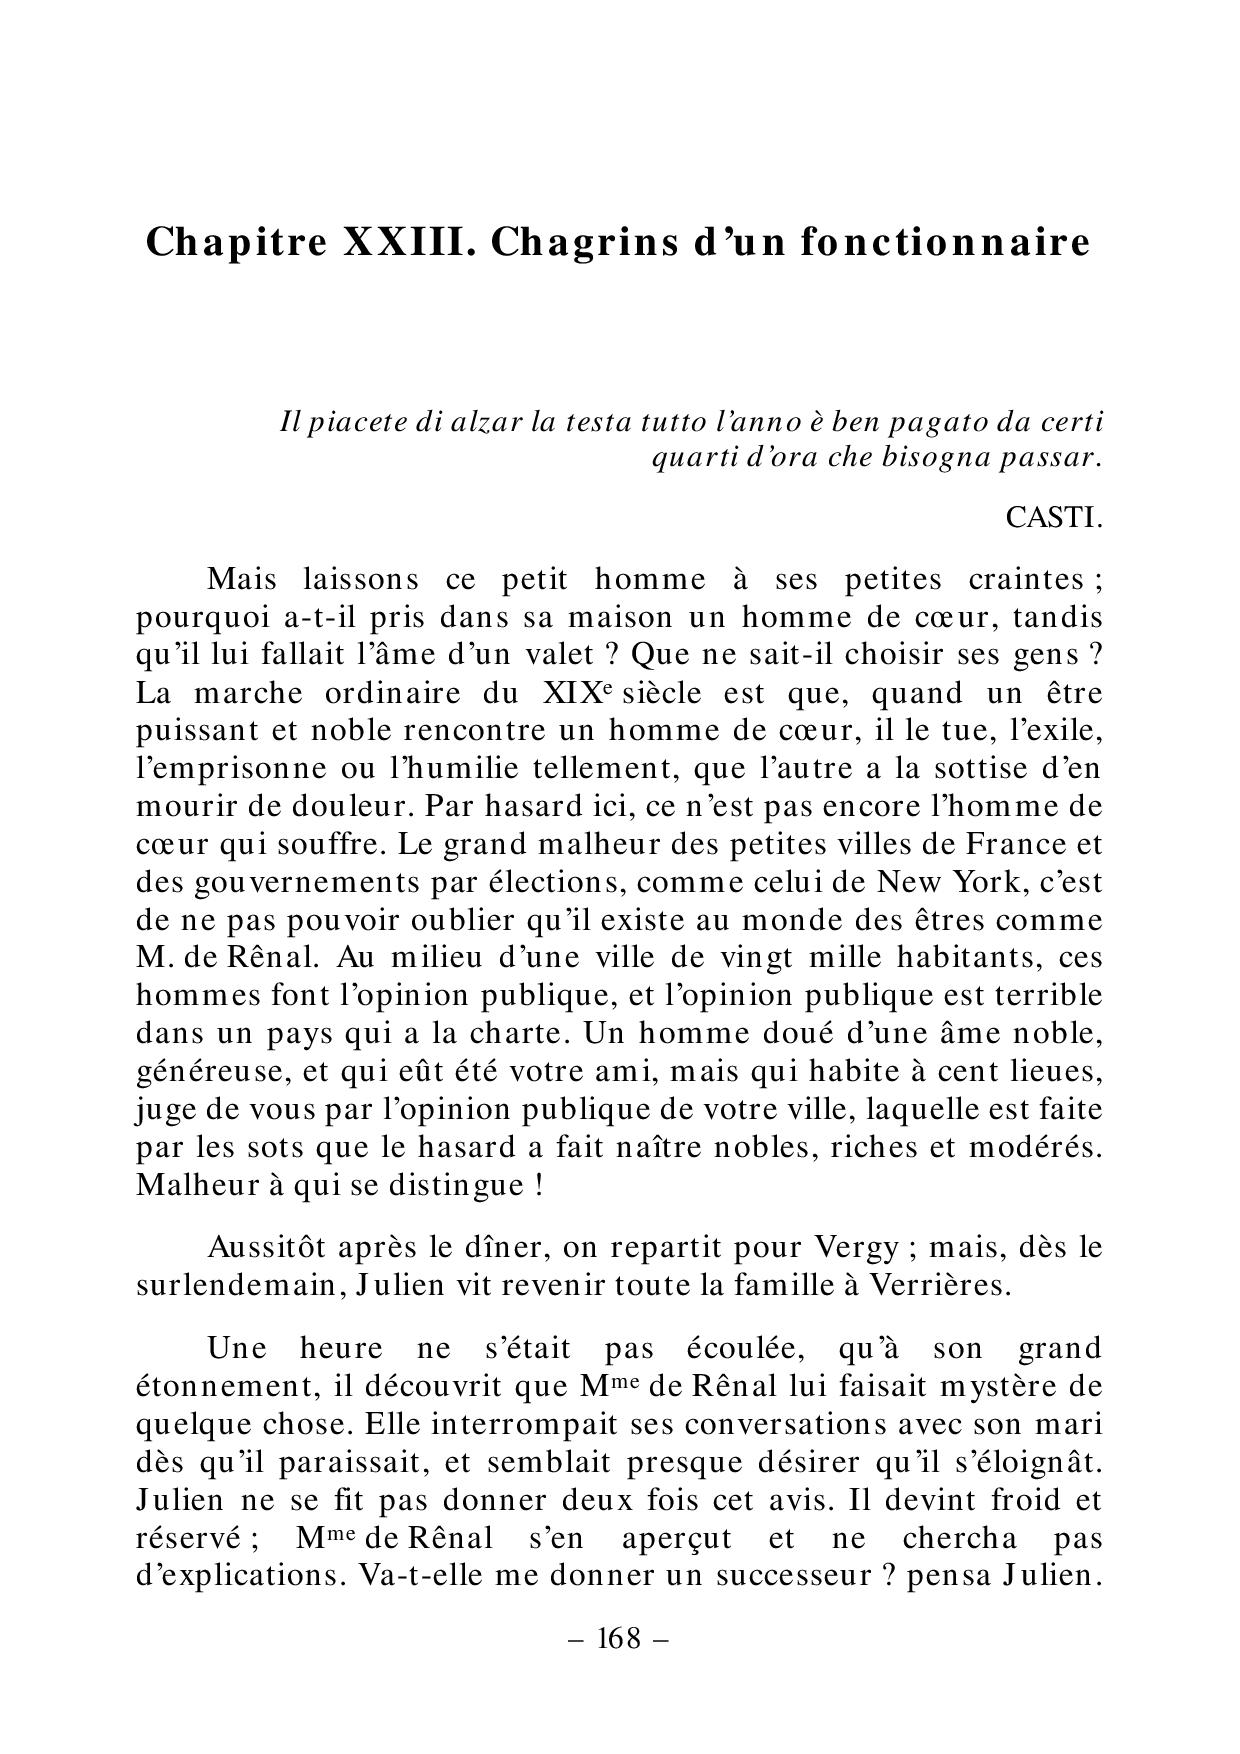 Chapitre XXIII. Chagrins d’un fonctionnaire
Il piacete di alzar la testa tutto l’anno è ben pagato da certi
quarti d’ora che bisogna passar.
CASTI.
Mais laissons ce petit homme à ses petites craintes ;
pourquoi a-t-il pris dans sa maison un homme de cœur, tandis
qu’il lui fallait l’âme d’un valet ? Que ne sait-il choisir ses gens ?
La marche ordinaire du XIXe siècle est que, quand un être
puissant et noble rencontre un homme de cœur, il le tue, l’exile,
l’emprisonne ou l’humilie tellement, que l’autre a la sottise d’en
mourir de douleur. Par hasard ici, ce n’est pas encore l’homme de
cœur qui souffre. Le grand malheur des petites villes de France et
des gouvernements par élections, comme celui de New York, c’est
de ne pas pouvoir oublier qu’il existe au monde des êtres comme
M. de Rênal. Au milieu d’une ville de vingt mille habitants, ces
hommes font l’opinion publique, et l’opinion publique est terrible
dans un pays qui a la charte. Un homme doué d’une âme noble,
généreuse, et qui eût été votre ami, mais qui habite à cent lieues,
juge de vous par l’opinion publique de votre ville, laquelle est faite
par les sots que le hasard a fait naître nobles, riches et modérés.
Malheur à qui se distingue !
Aussitôt après le dîner, on repartit pour Vergy ; mais, dès le
surlendemain, Julien vit revenir toute la famille à Verrières.
Une heure ne s’était pas écoulée, qu’à son grand
étonnement, il découvrit que Mme de Rênal lui faisait mystère de
quelque chose. Elle interrompait ses conversations avec son mari
dès qu’il paraissait, et semblait presque désirer qu’il s’éloignât.
Julien ne se fit pas donner deux fois cet avis. Il devint froid et
réservé ; Mme de Rênal s’en aperçut et ne chercha pas
d’explications. Va-t-elle me donner un successeur ? pensa Julien.
– 168 –